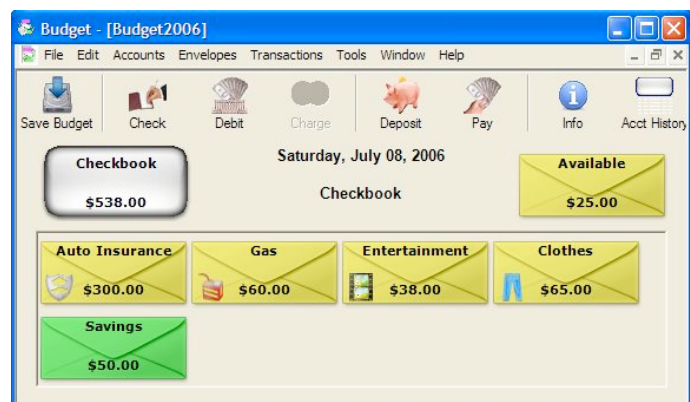 Budget - [Budget2006]
File Edit Accounts Envelopes Transactions Tools Window Help
Save Budget Check Debit Charge Deposit Pay Info Acct History
Saturday, July 08, 2006
Checkbook
Checkbook
$538.00
Available
$25.00
Auto Insurance
$300.00
Gas
$60.00
Entertainment
$38.00
Clothes
$65.00
Savings
$50.00